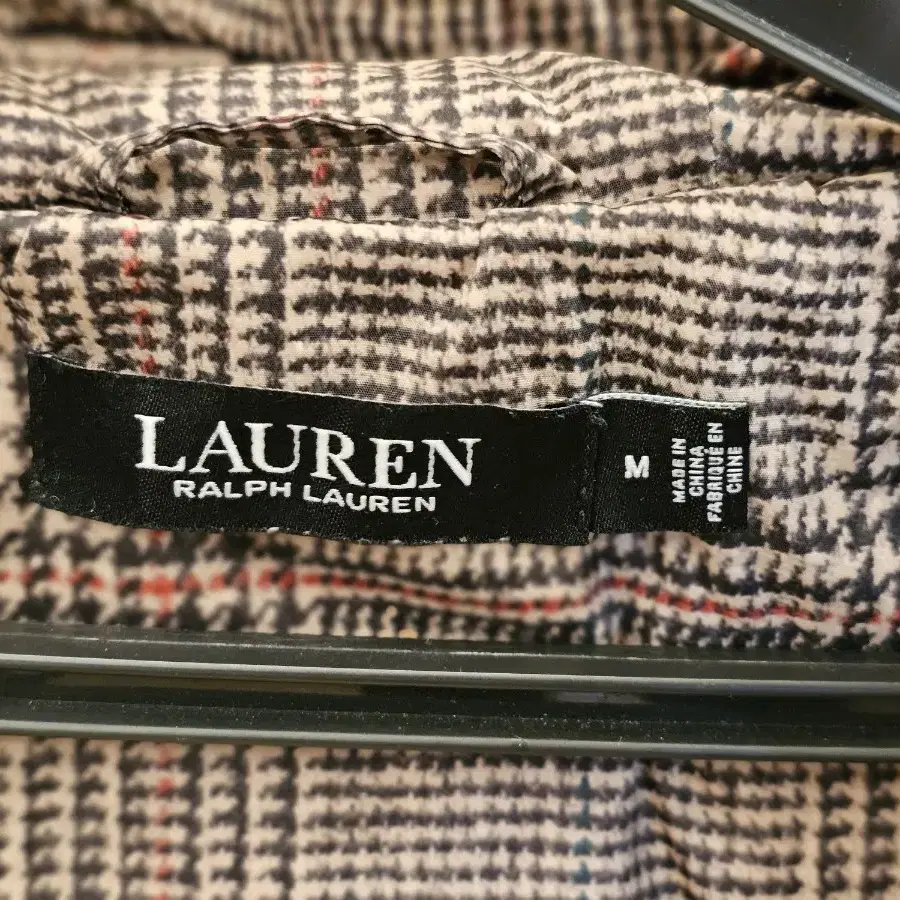 LAUREN
RALPH LAUREN
M
MADE IN
CHINA
FABRIQUÉ EN
CHINE